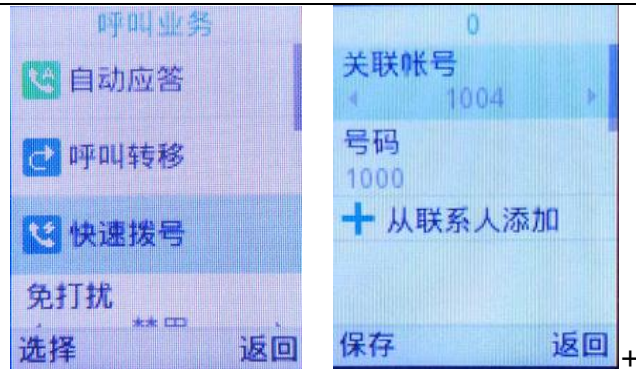 呼叫业务
自动应答
呼叫转移
快速拨号
免打扰
选择 返回
0
关联帐号
1004
号码
1000
+ 从联系人添加
保存 返回
+